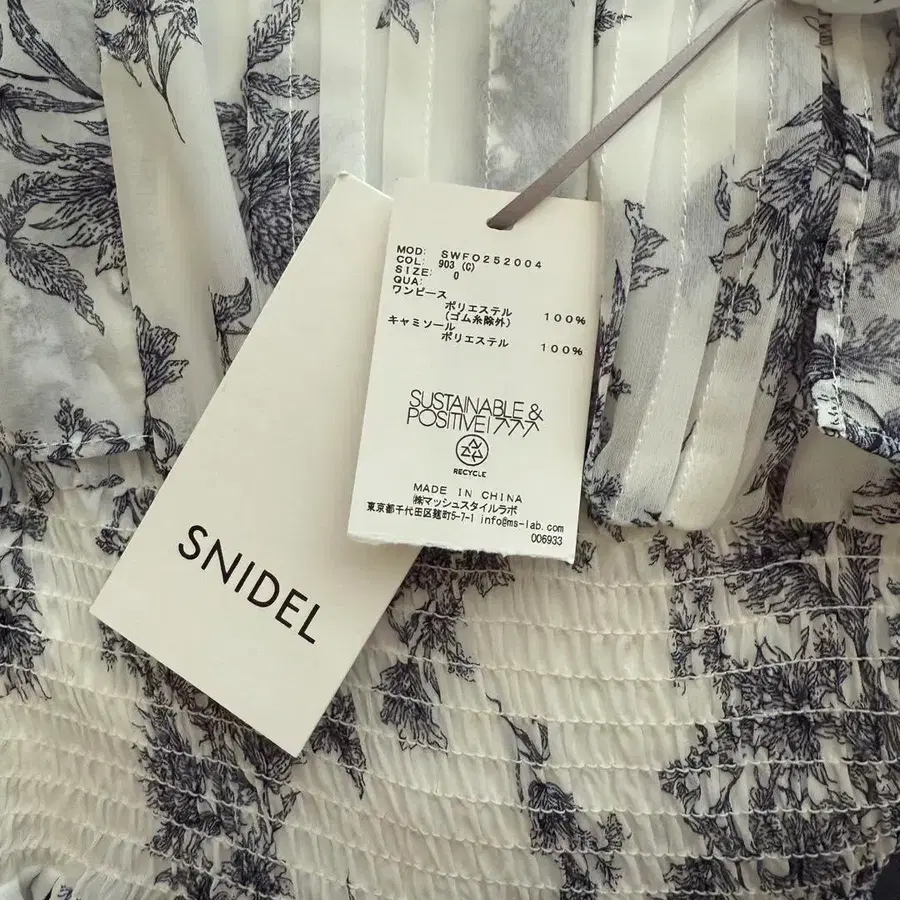 MOD: SWFO252004
COL: 903 (C)
SIZE: 0
QUA:
ワンピース
ポリエステル 100%
(ゴム糸除外)
キャミソール
ポリエステル 100%
SUSTAINABLE &
POSITIVE!
RECYCLE
MADE IN CHINA
㈱マッシュスタイルラボ
東京都千代田区麹町5-7-1 info@ms-lab.com
006933
SNIDEL